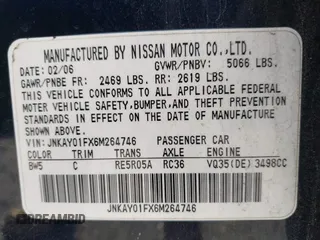 MANUFACTURED BY NISSAN MOTOR CO., LTD.
DATE: 02/06 GVWR/PNBV: 5066 LBS.
GAWR/PNBE FR: 2469 LBS. RR: 2619 LBS.
THIS VEHICLE CONFORMS TO ALL APPLICABLE FEDERAL
MOTOR VEHICLE SAFETY, BUMPER, AND THEFT PREVENTION
STANDARDS IN EFFECT ON THE DATE OF MANUFACTURE
SHOWN ABOVE.
VIN: JNKAY01FX6M264746 PASSENGER CAR
COLOR TRIM TRANS AXLE ENGINE
BW5 C RE5R05A RC36 VQ35(DE) 3498CC
JNKAY01FX6M264746
DREAMBID